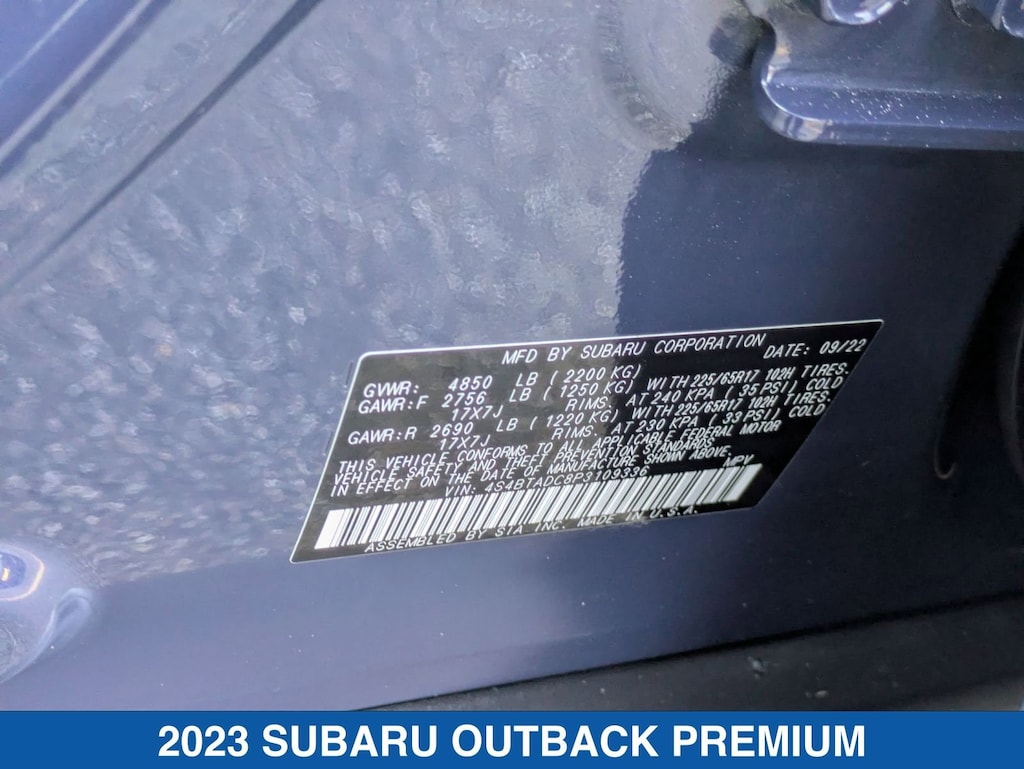 MFD BY SUBARU CORPORATION DATE: 09/22
GVWR: 4850 LB ( 2200 KG)
GAWR:F 2756 LB ( 1250 KG) WITH 225/65R17 102H TIRES.
17X7J RIMS. AT 240 KPA ( 35 PSI) COLD
GAWR:R 2690 LB ( 1220 KG) WITH 225/65R17 102H TIRES.
17X7J RIMS. AT 230 KPA ( 33 PSI) COLD
THIS VEHICLE CONFORMS TO ALL APPLICABLE FEDERAL MOTOR
VEHICLE SAFETY AND THEFT PREVENTION STANDARDS
IN EFFECT ON THE DATE OF MANUFACTURE SHOWN ABOVE.
VIN: 4S4BTADC8P3109336 MPV
ASSEMBLED BY SIA INC. MADE IN U.S.A.
2023 SUBARU OUTBACK PREMIUM